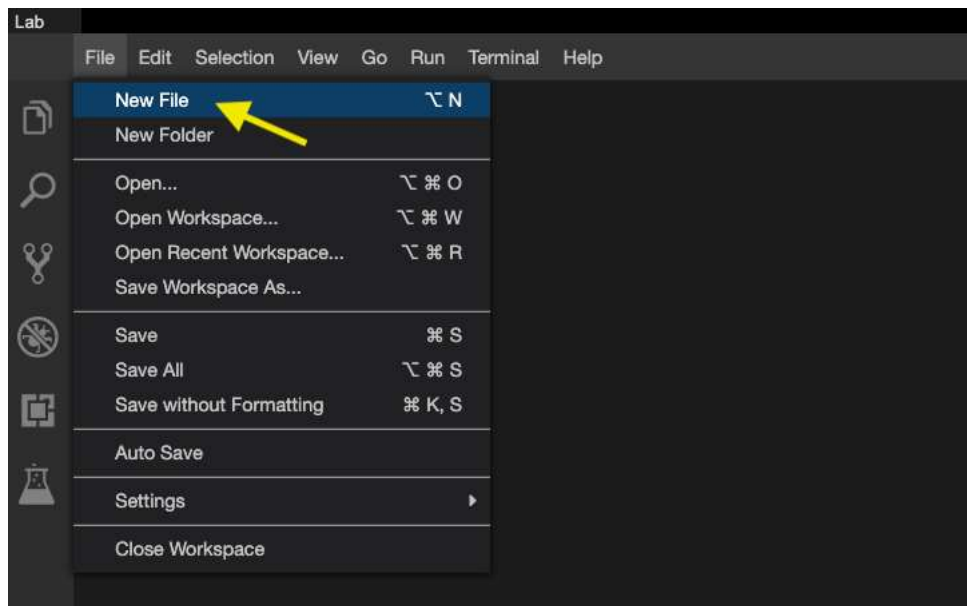 Lab
File Edit Selection View Go Run Terminal Help
New File ⌥ N
New Folder
Open... ⌥ ⌘ O
Open Workspace... ⌥ ⌘ W
Open Recent Workspace... ⌥ ⌘ R
Save Workspace As...
Save ⌘ S
Save All ⌥ ⌘ S
Save without Formatting ⌘ K, S
Auto Save
Settings
Close Workspace